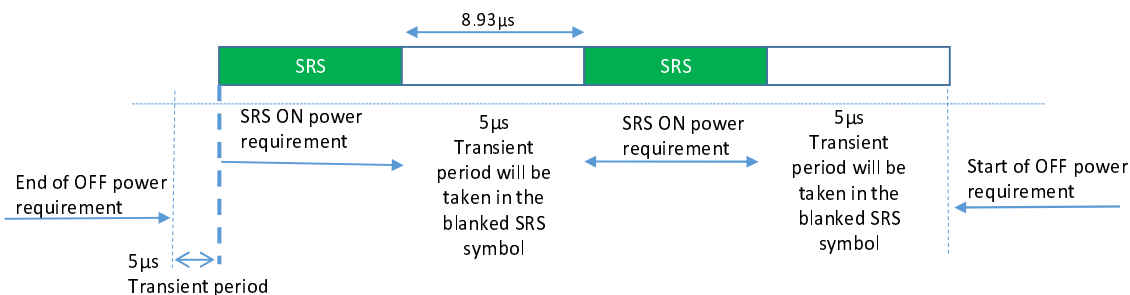 8.93µs
SRS
SRS
SRS ON power
requirement
5µs
Transient
period will be
taken in the
blanked SRS
symbol
SRS ON power
requirement
5µs
Transient
period will be
taken in the
blanked SRS
symbol
End of OFF power
requirement
Start of OFF power
requirement
5µs
Transient period